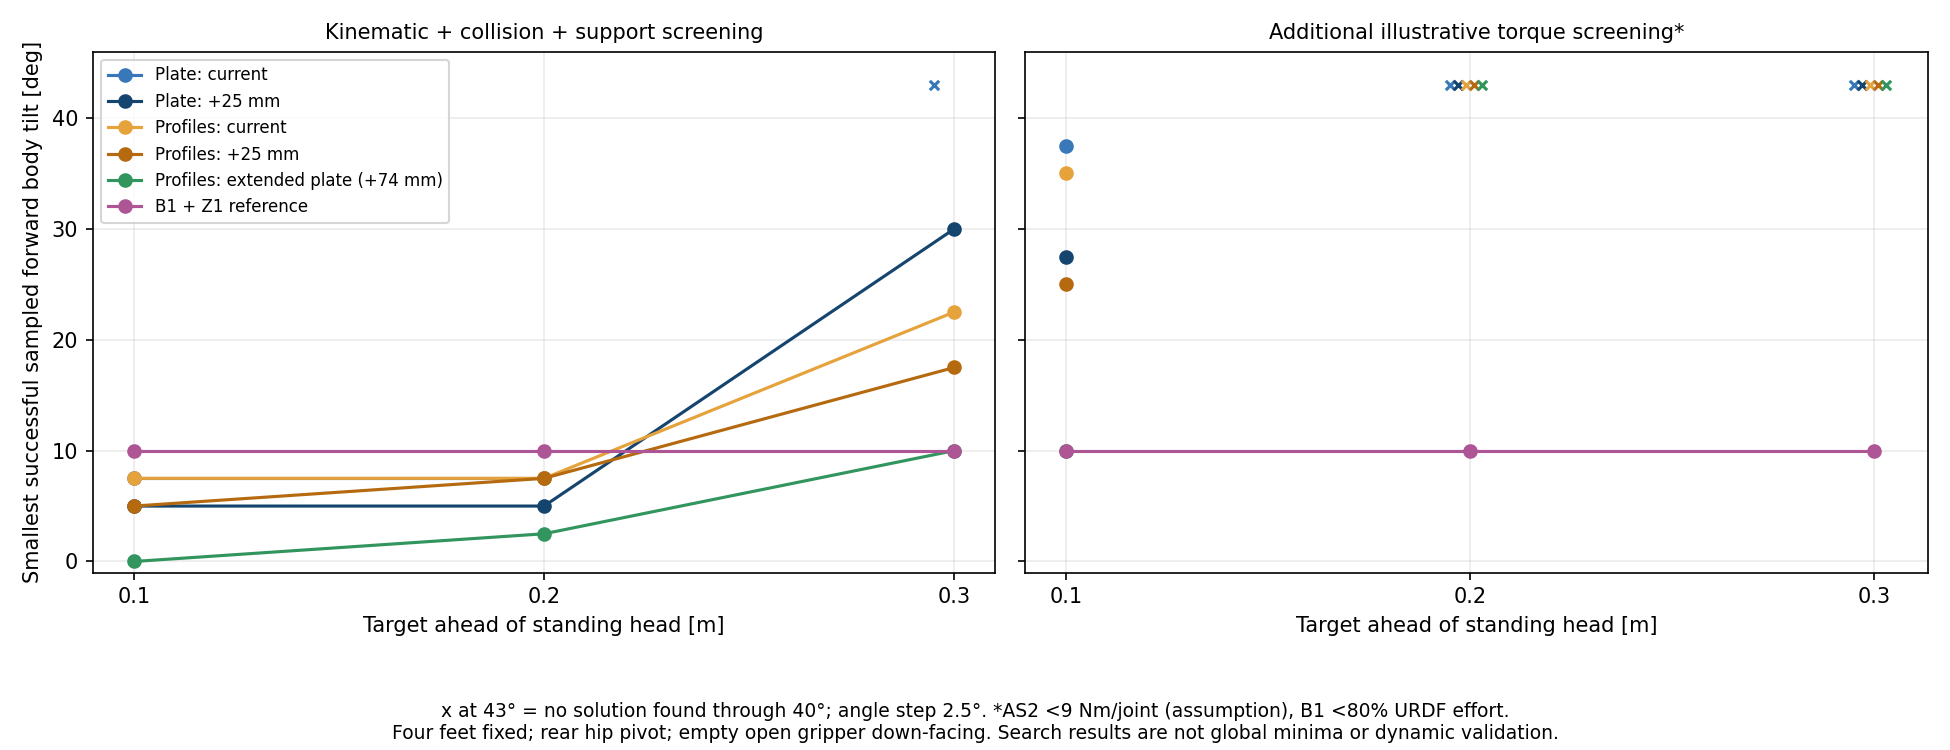 Kinematic + collision + support screening
Additional illustrative torque screening*
Smallest successful sampled forward body tilt [deg]
Plate: current
Plate: +25 mm
Profiles: current
Profiles: +25 mm
Profiles: extended plate (+74 mm)
B1 + Z1 reference
40
30
20
10
0
0.1
0.2
0.3
0.1
0.2
0.3
Target ahead of standing head [m]
Target ahead of standing head [m]
x at 43° = no solution found through 40°; angle step 2.5°. *AS2 <9 Nm/joint (assumption), B1 <80% URDF effort.
Four feet fixed; rear hip pivot; empty open gripper down-facing. Search results are not global minima or dynamic validation.